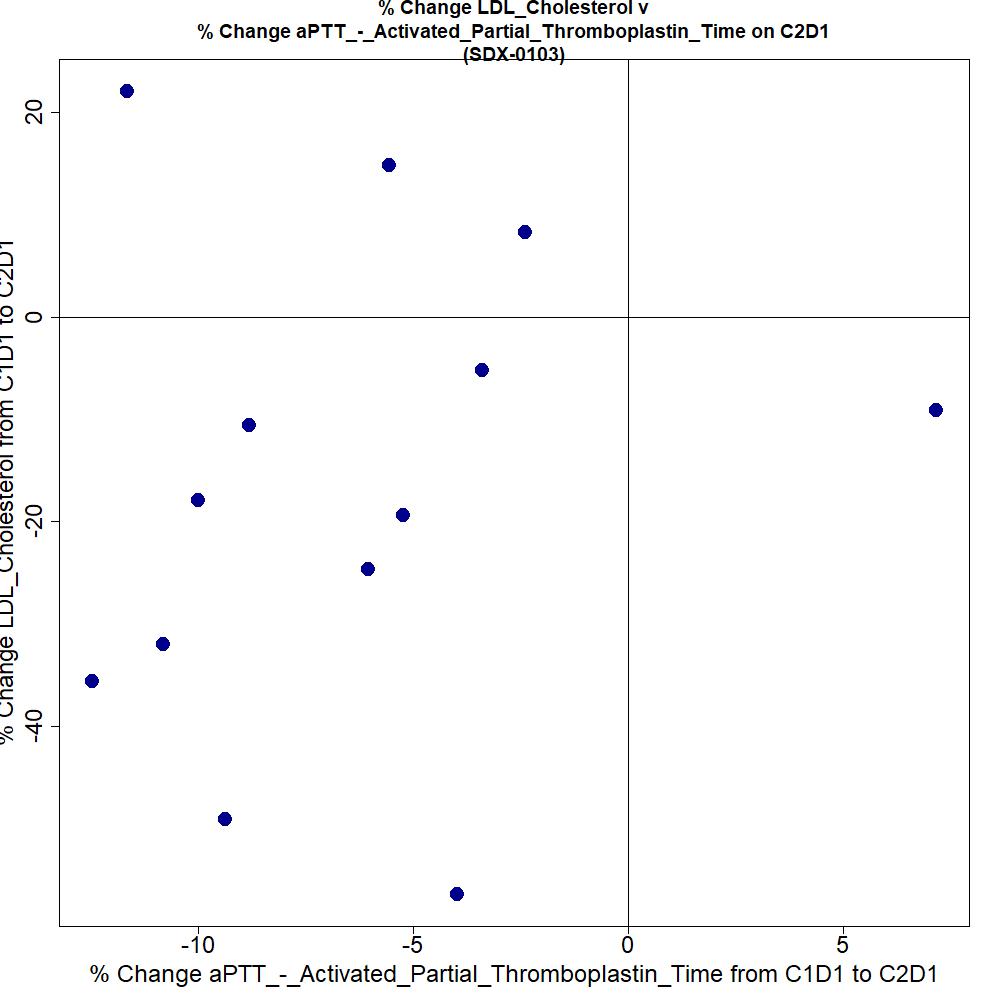 % Change LDL_Cholesterol v
% Change aPTT_-_Activated_Partial_Thromboplastin_Time on C2D1
(SDX-0103)
% Change LDL_Cholesterol from C1D1 to C2D1
20
0
-20
-40
-10
-5
0
5
% Change aPTT_-_Activated_Partial_Thromboplastin_Time from C1D1 to C2D1